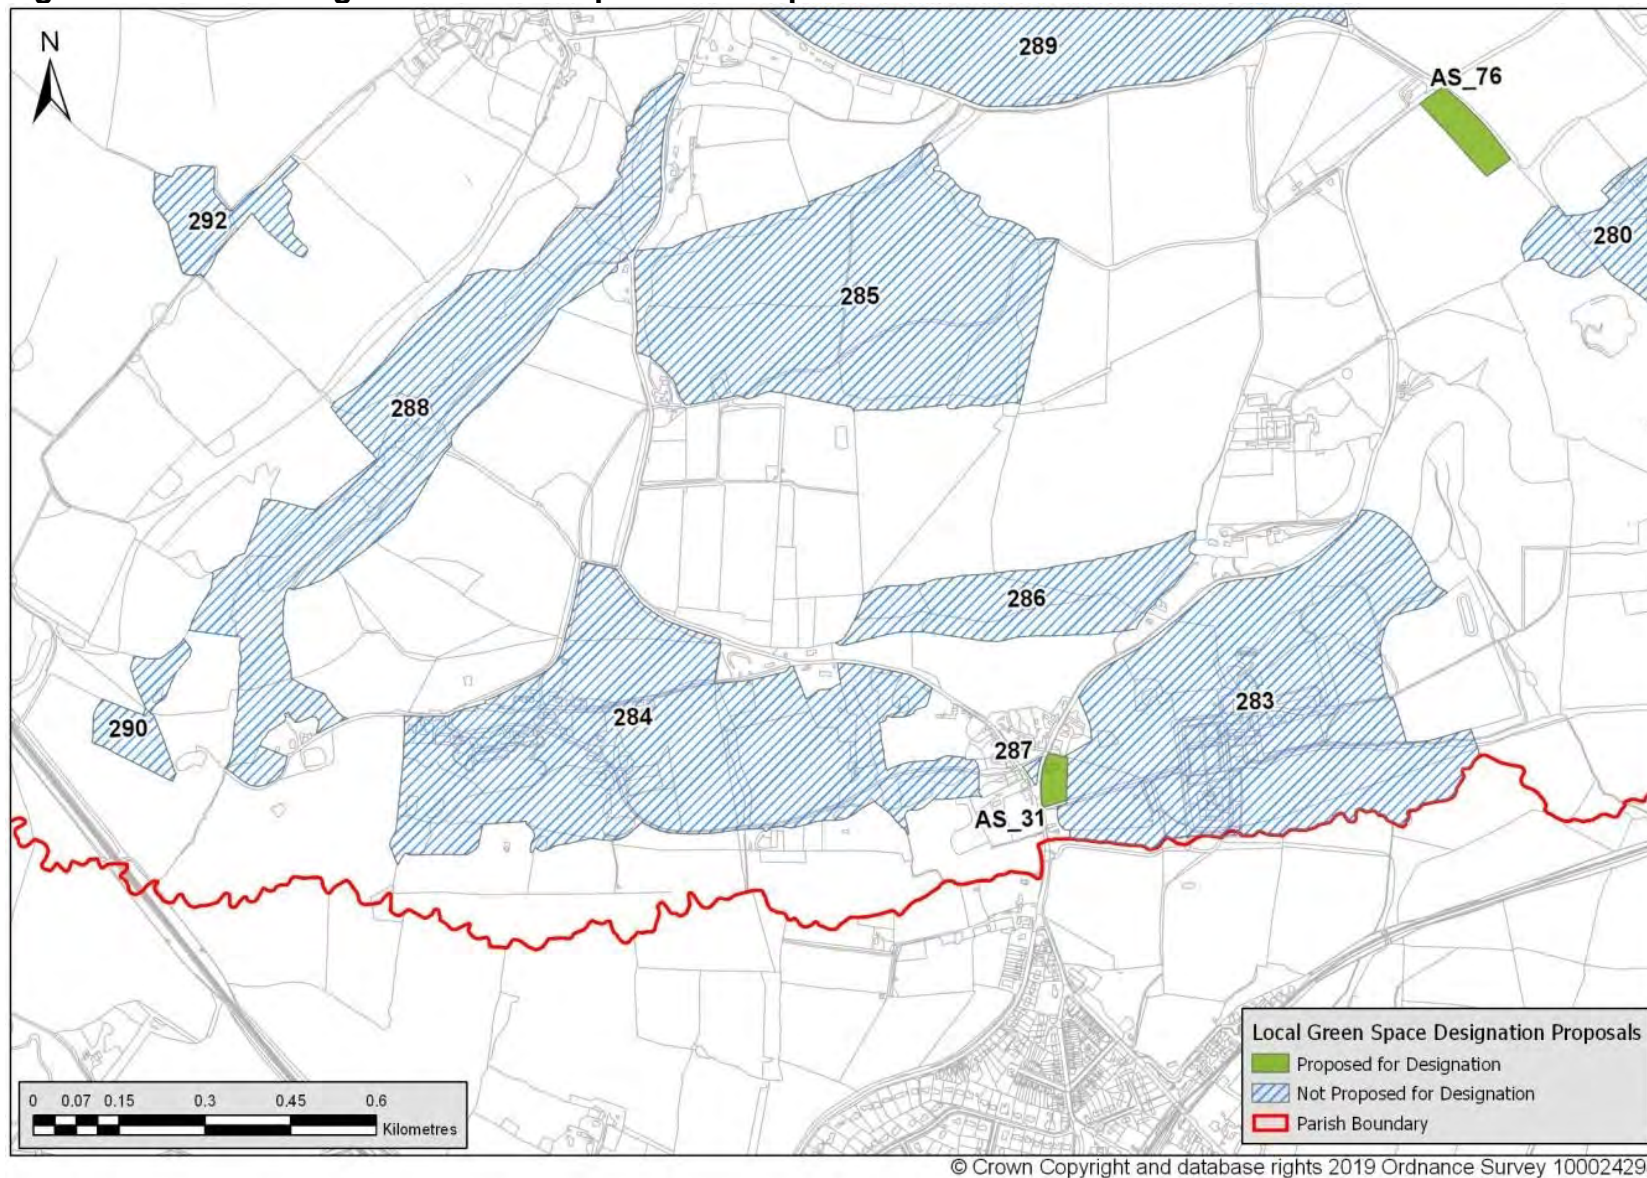 N
289
AS_76
292
280
285
288
286
283
284
290
287
AS_31
Local Green Space Designation Proposals
Proposed for Designation
Not Proposed for Designation
Parish Boundary
0 0.07 0.15 0.3 0.45 0.6
Kilometres
© Crown Copyright and database rights 2019 Ordnance Survey 10002429